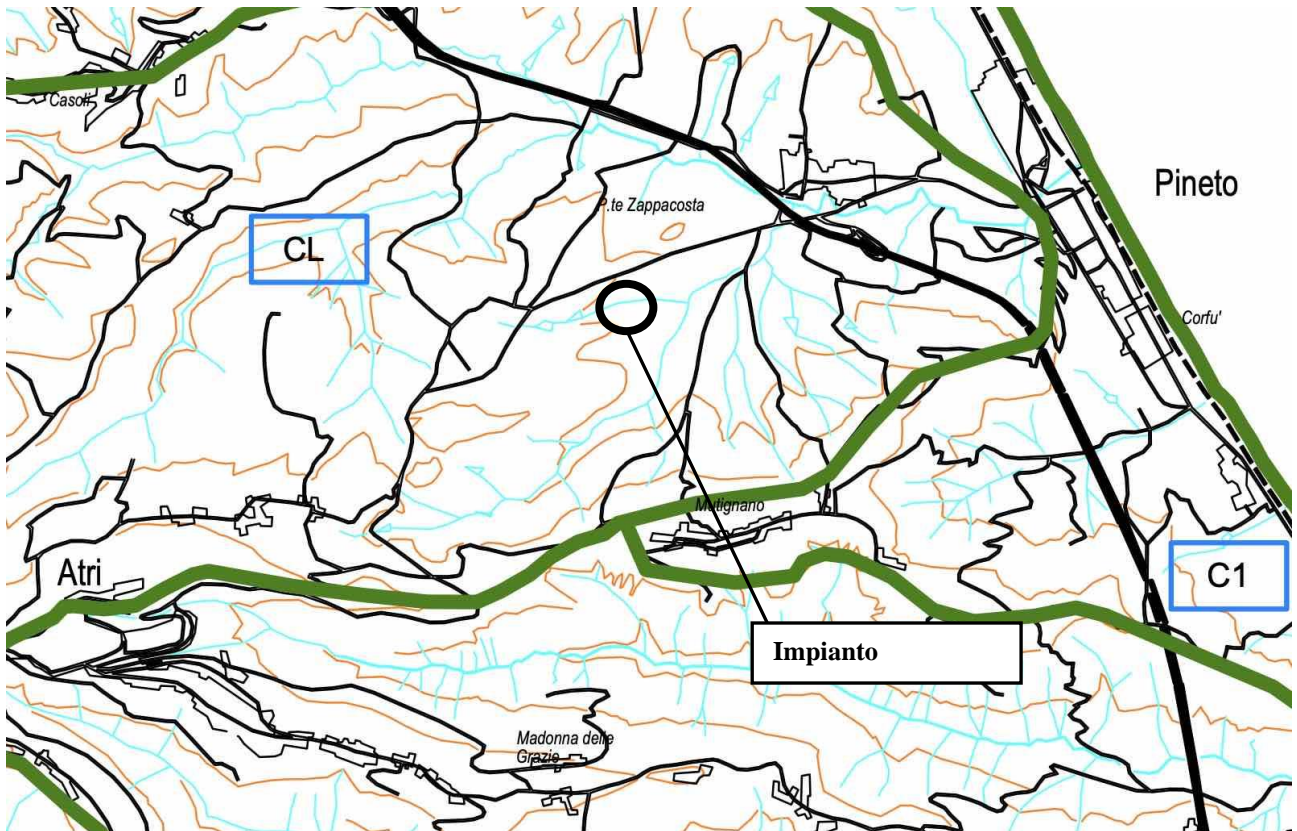 Casoli
Pineto
P.te Zappacosta
CL
Corfu'
Mutignano
Atri
C1
Impianto
Madonna delle
Grazie